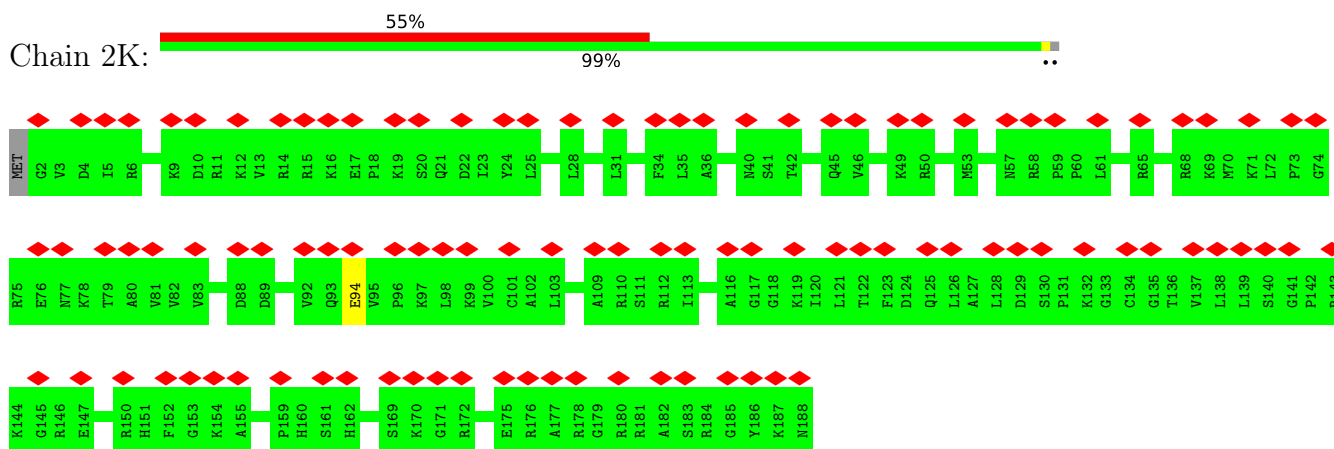 55%
Chain 2K:
99%
••
MET G2 V3 D4 I5 R6 K9 D10 R11 K12 V13 R14 R15 K16 E17 P18 K19 S20 Q21 D22 I23 Y24 L25 L28 L31 F34 L35 A36 N40 S41 T42 Q45 V46 K49 R50 M53 N57 R58 P59 P60 L61 R65 R68 K69 M70 K71 L72 P73 G74
R75 E76 N77 K78 T79 A80 V81 V82 V83 D88 D89 V92 Q93 E94 V95 P96 K97 L98 K99 V100 C101 A102 L103 A109 R110 S111 R112 I113 A116 G117 G118 K119 I120 L121 T122 F123 D124 Q125 L126 A127 L128 D129 S130 P131 K132 G133 C134 G135 T136 V137 L138 L139 S140 G141 P142 R143
K144 G145 R146 E147 R150 H151 F152 G153 K154 A155 P159 H160 S161 H162 S169 K170 G171 R172 E175 R176 A177 R178 G179 R180 R181 A182 S183 R184 G185 Y186 K187 N188